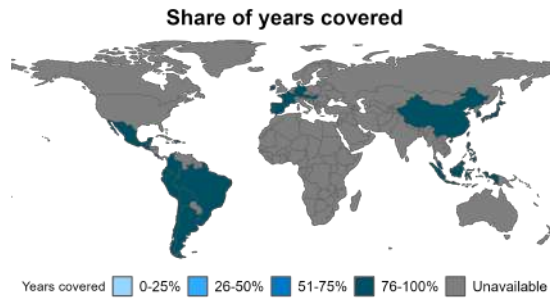 Share of years covered
Years covered 0-25% 26-50% 51-75% 76-100% Unavailable